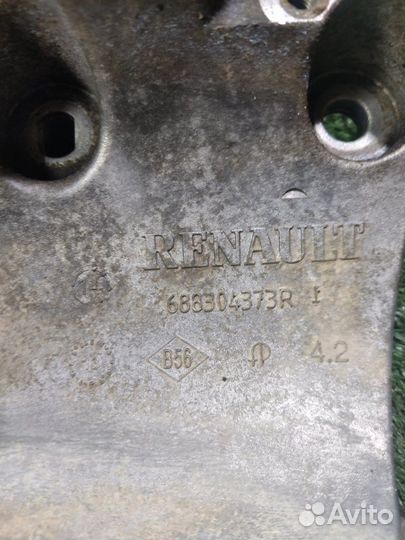 RENAULT
688304373R I
B56 4.2
Avito